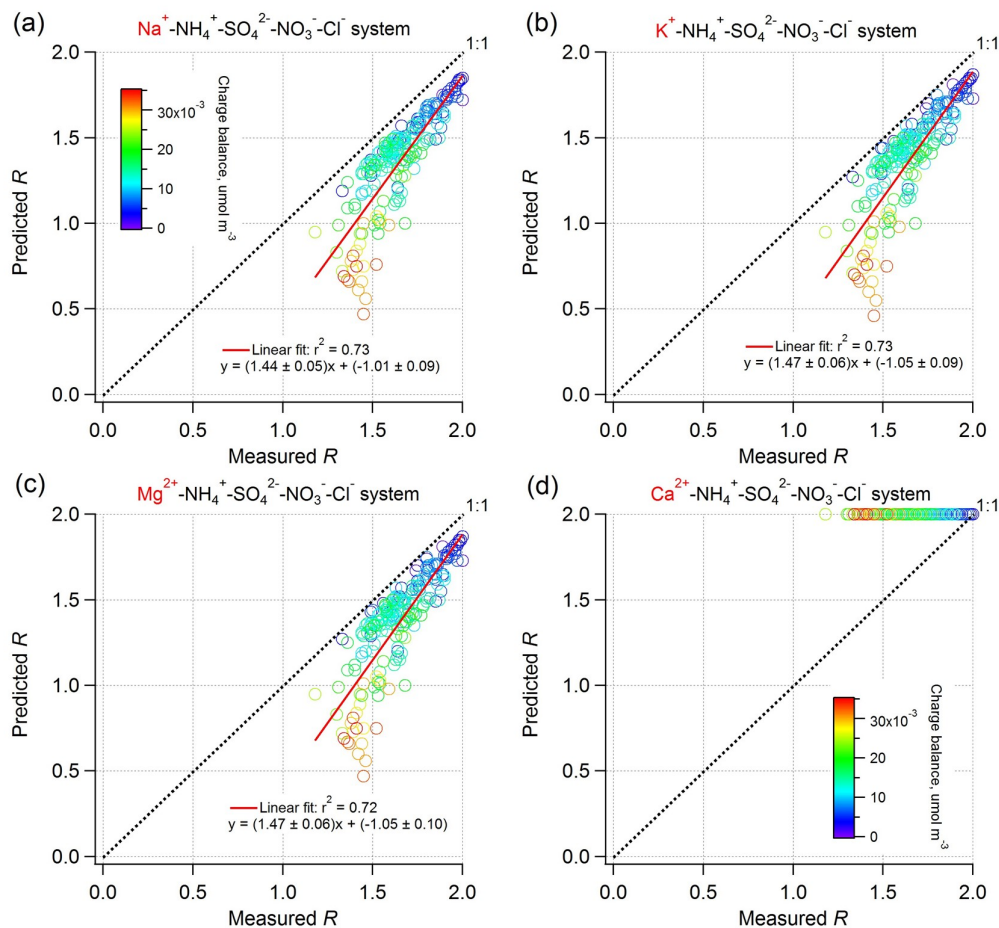 (a) Na⁺-NH₄⁺-SO₄²⁻-NO₃⁻-Cl⁻ system
1:1
2.0
1.5
1.0
0.5
0.0
Predicted R
30x10⁻³
20
10
0
Charge balance, umol m⁻³
Linear fit: r² = 0.73
y = (1.44 ± 0.05)x + (-1.01 ± 0.09)
0.0 0.5 1.0 1.5 2.0
Measured R
(b) K⁺-NH₄⁺-SO₄²⁻-NO₃⁻-Cl⁻ system
1:1
2.0
1.5
1.0
0.5
0.0
Predicted R
Linear fit: r² = 0.73
y = (1.47 ± 0.06)x + (-1.05 ± 0.09)
0.0 0.5 1.0 1.5 2.0
Measured R
(c) Mg²⁺-NH₄⁺-SO₄²⁻-NO₃⁻-Cl⁻ system
1:1
2.0
1.5
1.0
0.5
0.0
Predicted R
Linear fit: r² = 0.72
y = (1.47 ± 0.06)x + (-1.05 ± 0.10)
0.0 0.5 1.0 1.5 2.0
Measured R
(d) Ca²⁺-NH₄⁺-SO₄²⁻-NO₃⁻-Cl⁻ system
1:1
2.0
1.5
1.0
0.5
0.0
Predicted R
30x10⁻³
20
10
0
Charge balance, umol m⁻³
0.0 0.5 1.0 1.5 2.0
Measured R